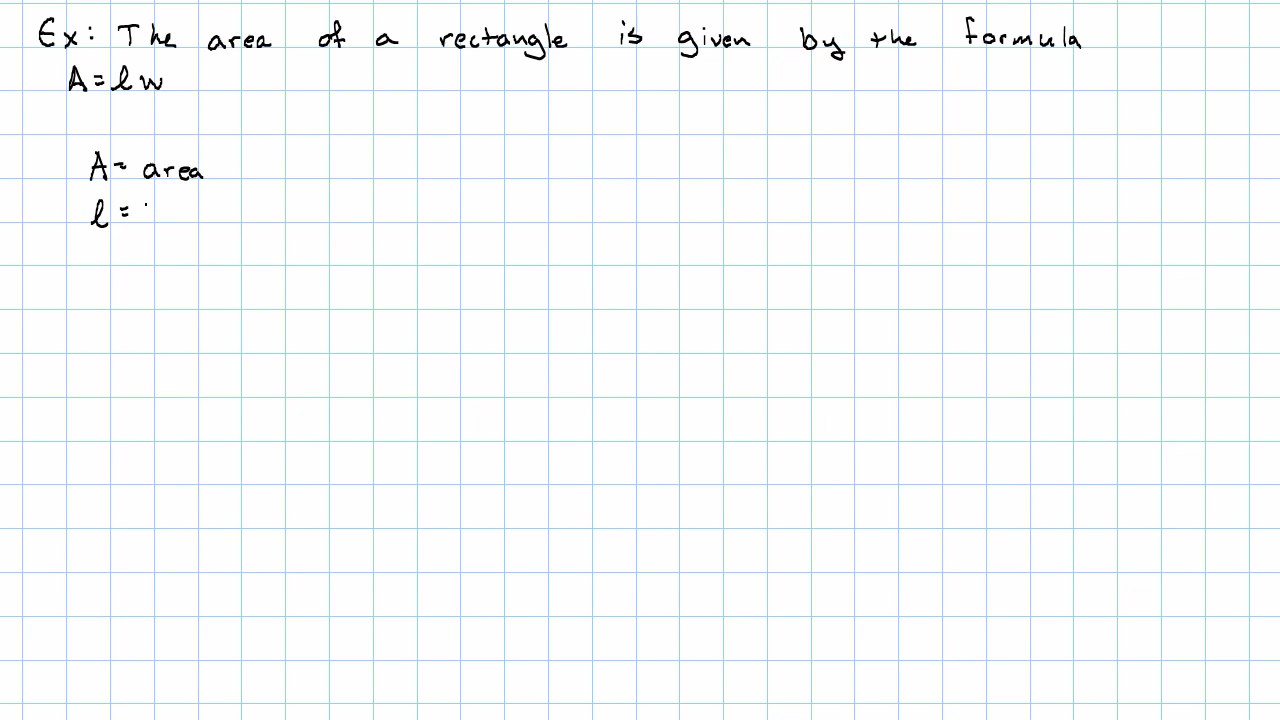 Ex: The area of a rectangle is given by the formula
A = l w
A = area
l =